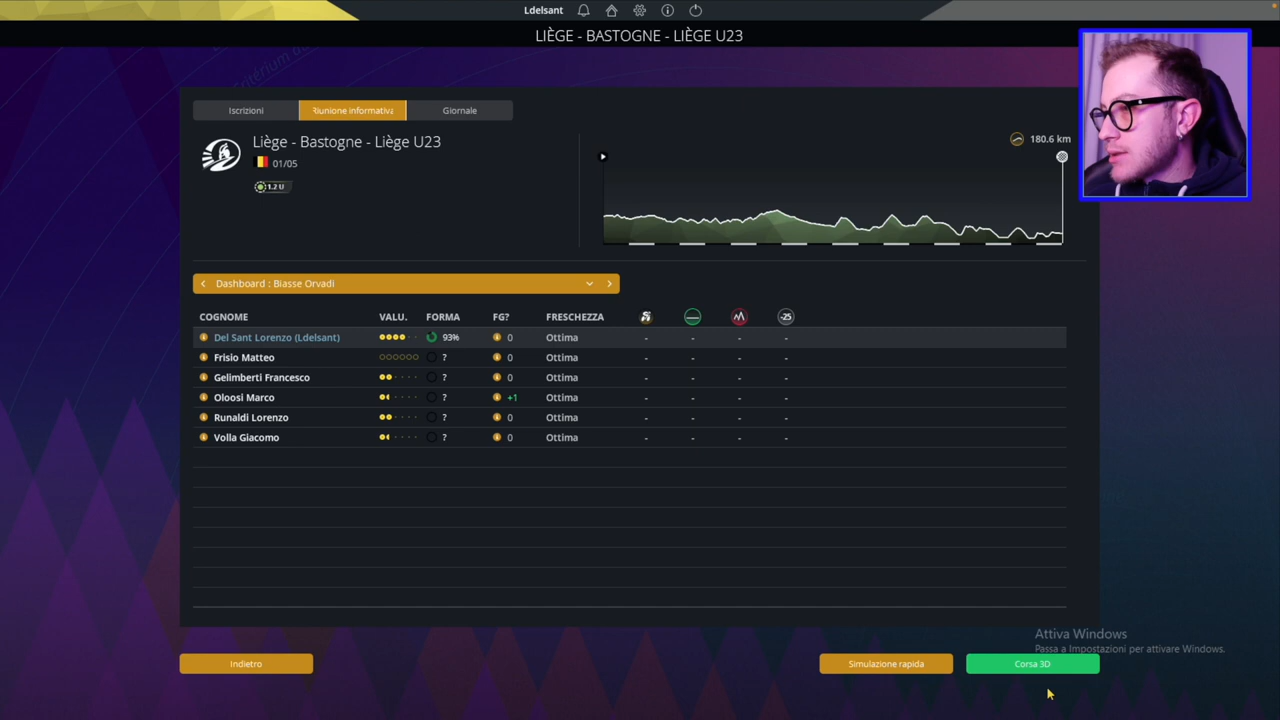 Ldelsant
LIÈGE - BASTOGNE - LIÈGE U23
Critérium du
Iscrizioni
Riunione informativa
Giornale
Liège - Bastogne - Liège U23
01/05
1.2 U
180.6 km
Dashboard : Biasse Orvadi
COGNOME VALU. FORMA FG? FRESCHEZZA -25
Del Sant Lorenzo (Ldelsant) 93% 0 Ottima - - - -
Frisio Matteo ? 0 Ottima - - - -
Gelimberti Francesco ? 0 Ottima - - - -
Oloosi Marco ? +1 Ottima - - - -
Runaldi Lorenzo ? 0 Ottima - - - -
Volla Giacomo ? 0 Ottima - - - -
Attiva Windows
Passa a Impostazioni per attivare Windows.
Indietro
Simulazione rapida
Corsa 3D